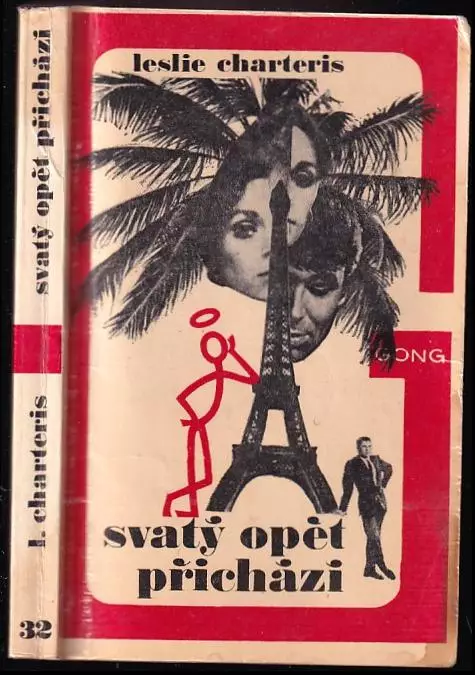 leslie charteris
GONG
svatý opět
přichází
svatý opět přichází
l. charteris
32